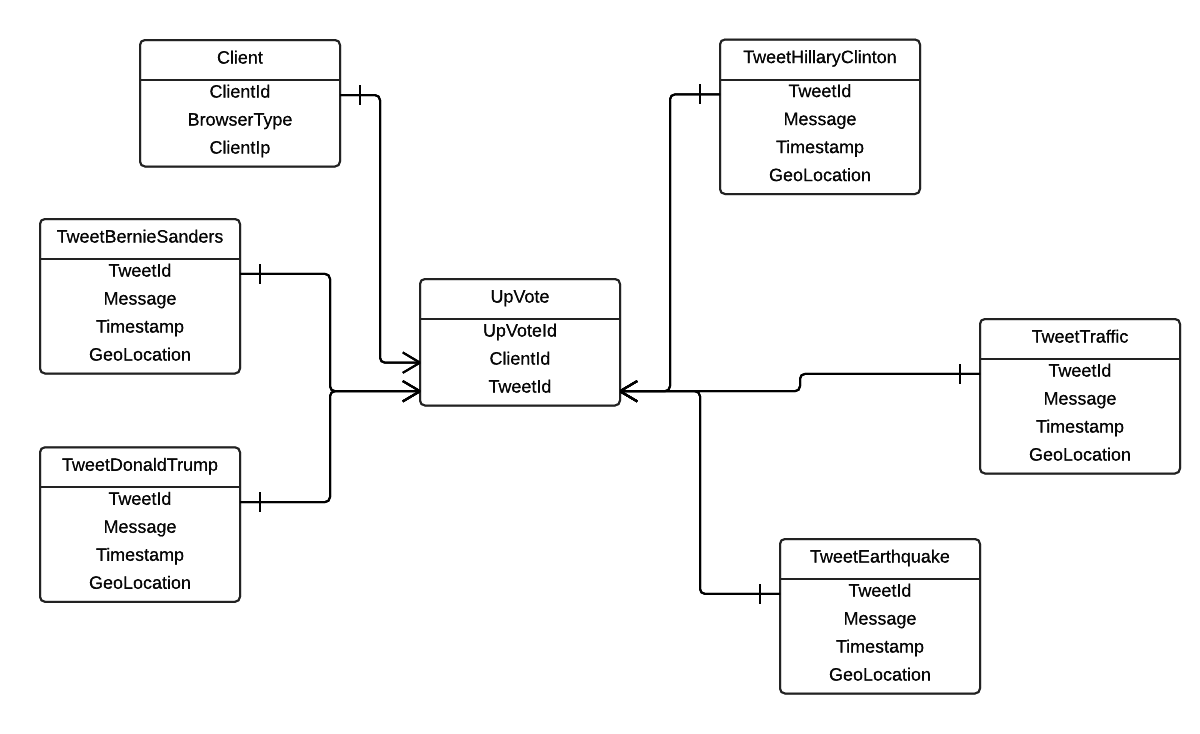 Client
ClientId
BrowserType
ClientIp
TweetHillaryClinton
TweetId
Message
Timestamp
GeoLocation
TweetBernieSanders
TweetId
Message
Timestamp
GeoLocation
UpVote
UpVoteId
ClientId
TweetId
TweetTraffic
TweetId
Message
Timestamp
GeoLocation
TweetDonaldTrump
TweetId
Message
Timestamp
GeoLocation
TweetEarthquake
TweetId
Message
Timestamp
GeoLocation